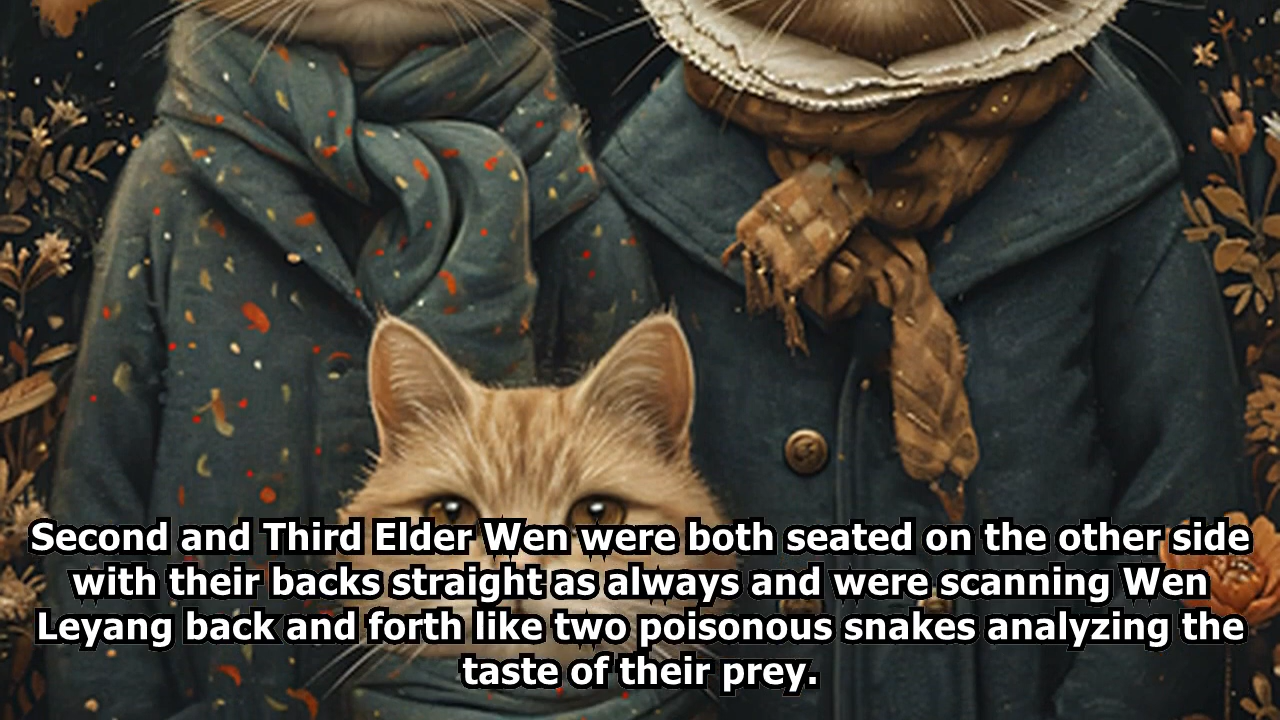 Second and Third Elder Wen were both seated on the other side
with their backs straight as always and were scanning Wen
Leyang back and forth like two poisonous snakes analyzing the
taste of their prey.